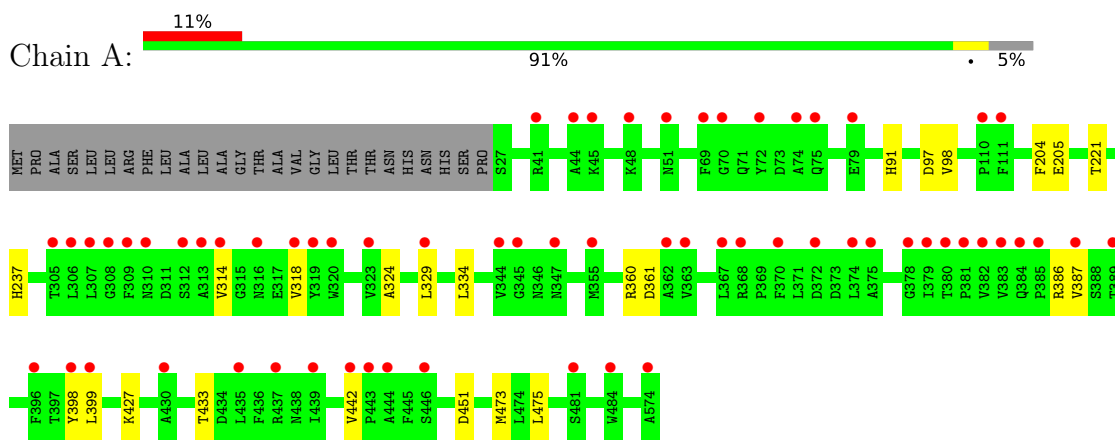 11%
Chain A:
91% • 5%
MET PRO ALA SER LEU LEU ARG PHE LEU ALA LEU ALA GLY THR ALA VAL GLY LEU THR THR ASN HIS ASN HIS SER PRO S27 R41 A44 K45 K48 N51 F69 G70 Q71 Y72 D73 A74 Q75 E79 H91 D97 V98 P110 F111 F204 E205 T221
H237 T305 L306 L307 G308 F309 N310 D311 S312 A313 V314 G315 N316 E317 V318 Y319 W320 V323 A324 L329 L334 V344 G345 N346 N347 M355 R360 D361 A362 V363 L367 R368 P369 F370 L371 D372 D373 L374 A375 G378 I379 T380 P381 V382 V383 Q384 P385 R386 V387 S388 T389
F396 T397 Y398 L399 K427 A430 T433 D434 L435 F436 R437 N438 I439 V442 P443 A444 F445 S446 D451 M473 L474 L475 S481 W484 A574